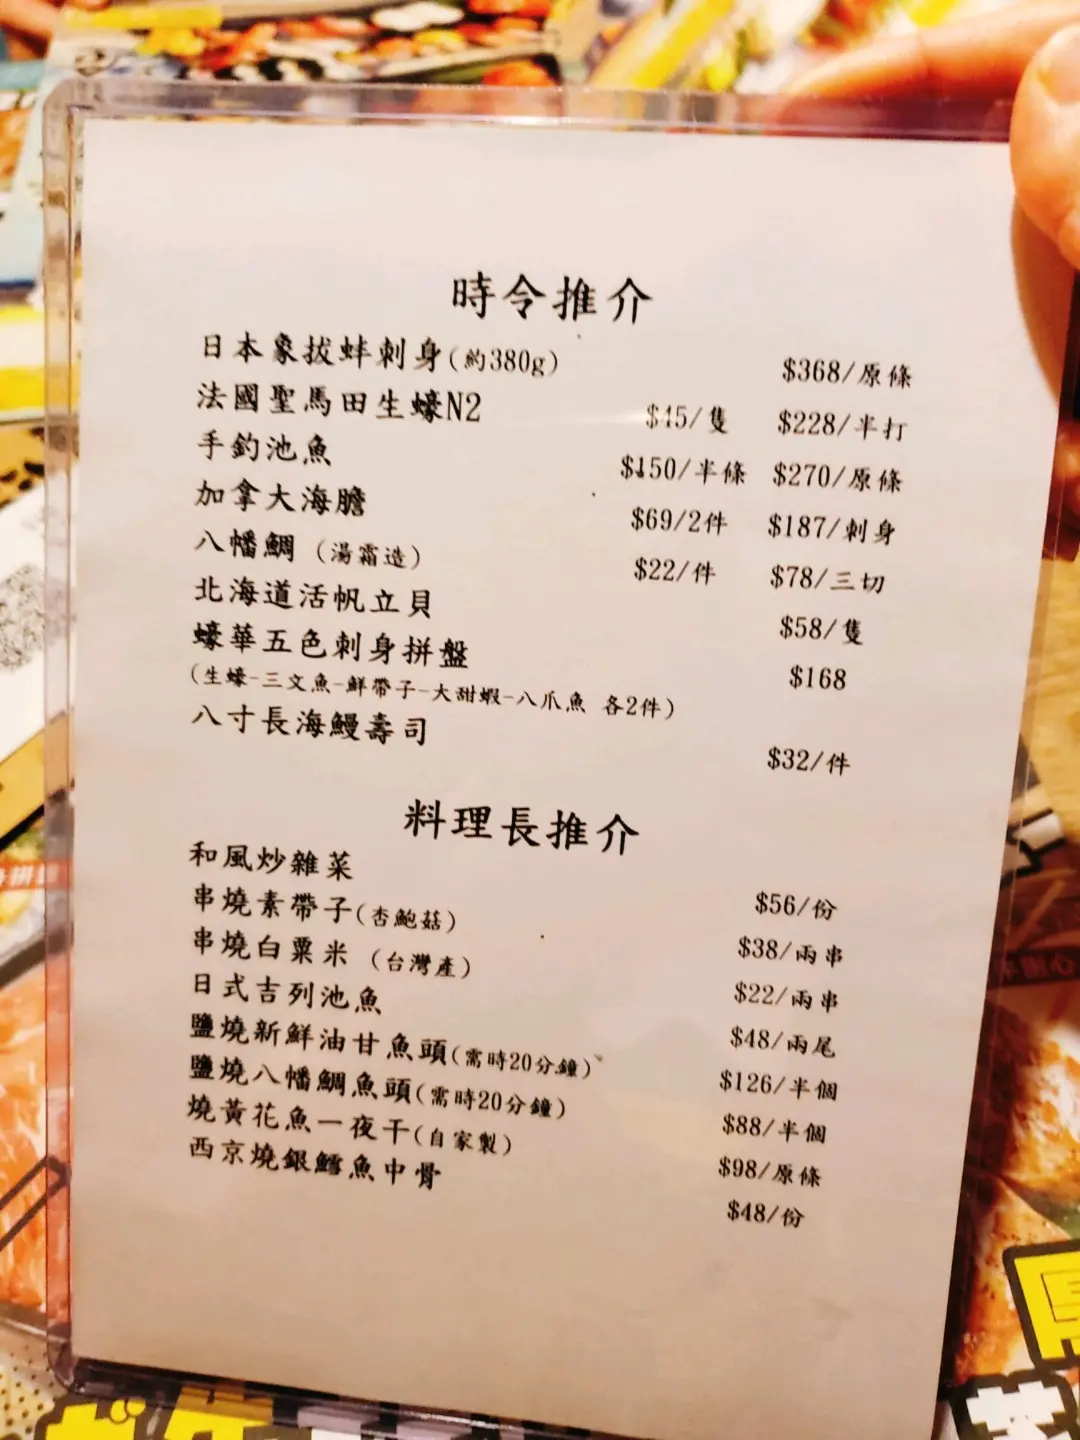 時令推介
日本象拔蚌刺身(約380g) $368/原條
法國聖馬田生蠔N2 $45/隻 $228/半打
手釣池魚 $150/半條 $270/原條
加拿大海膽 $69/2件 $187/刺身
八幡鯛 (湯霜造) $22/件 $78/三切
北海道活帆立貝 $58/隻
蠔華五色刺身拼盤 $168
(生蠔-三文魚-鮮帶子-大甜蝦-八爪魚 各2件)
八寸長海鰻壽司 $32/件
料理長推介
和風炒雜菜 $56/份
串燒素帶子(杏鮑菇) $38/兩串
串燒白粟米 (台灣產) $22/兩串
日式吉列池魚 $48/兩尾
鹽燒新鮮油甘魚頭(需時20分鐘) $126/半個
鹽燒八幡鯛魚頭(需時20分鐘) $88/半個
燒黃花魚一夜干(自家製) $98/原條
西京燒銀鱈魚中骨 $48/份